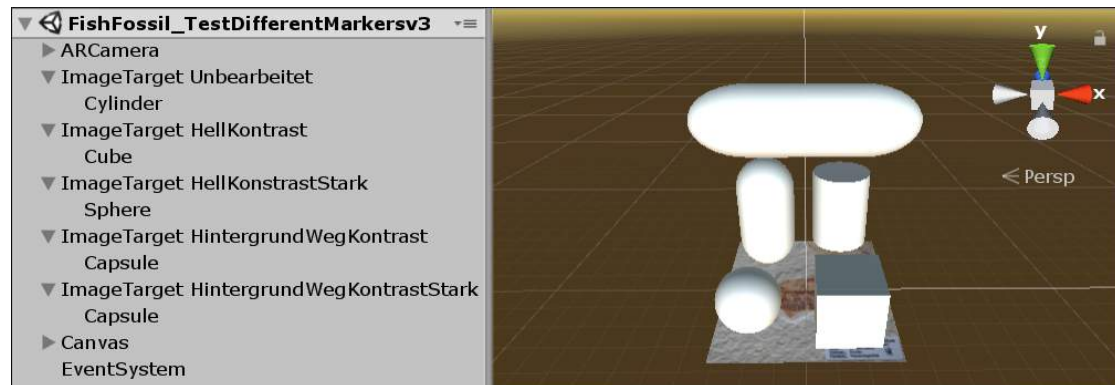 FishFossil_TestDifferentMarkersv3
ARCamera
ImageTarget Unbearbeitet
Cylinder
ImageTarget HellKontrast
Cube
ImageTarget HellKonstrastStark
Sphere
ImageTarget HintergrundWegKontrast
Capsule
ImageTarget HintergrundWegKontrastStark
Capsule
Canvas
EventSystem
y
x
Persp